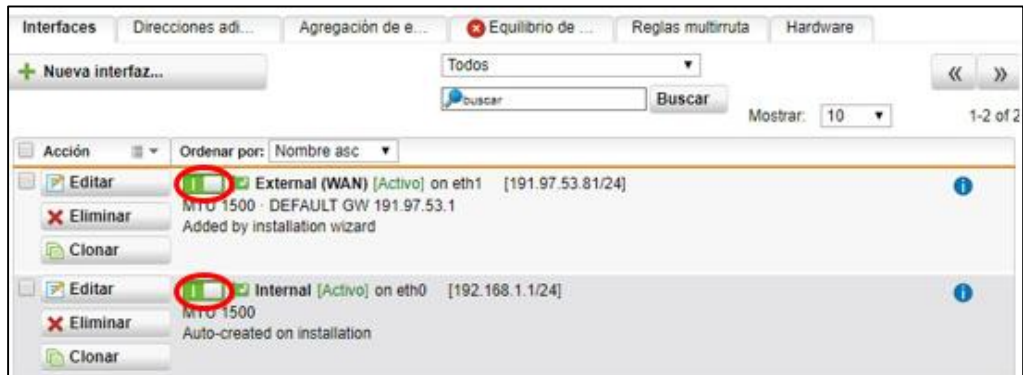 Interfaces Direcciones adi... Agregación de e... Equilibrio de ... Reglas multirruta Hardware
Nueva interfaz...
Todos
buscar Buscar
Mostrar: 10 1-2 of 2
Acción Ordenar por: Nombre asc
Editar External (WAN) [Activo] on eth1 [191.97.53.81/24]
MTU 1500 · DEFAULT GW 191.97.53.1
Eliminar
Added by installation wizard
Clonar
Editar Internal [Activo] on eth0 [192.168.1.1/24]
MTU 1500
Eliminar
Auto-created on installation
Clonar